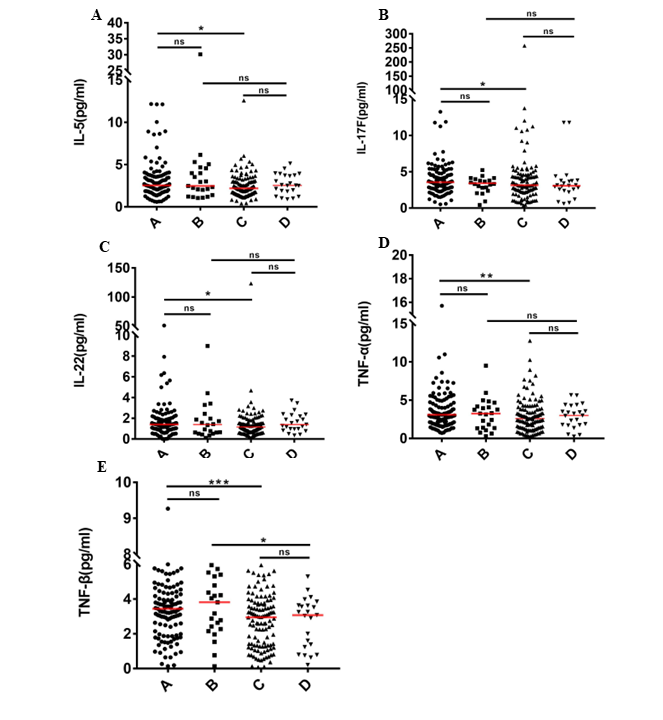 A
IL-5(pg/ml)
40
35
30
25
15
10
5
0
*
ns
ns
ns
A B C D
B
IL-17F(pg/ml)
300
250
200
150
100
15
10
5
0
ns
ns
*
ns
A B C D
C
IL-22(pg/ml)
150
100
50
10
8
6
4
2
0
ns
ns
*
ns
A B C D
D
TNF-α(pg/ml)
20
18
16
15
10
5
0
**
ns
ns
ns
A B C D
E
TNF-β(pg/ml)
10
9
8
6
4
2
0
***
ns
*
ns
A B C D